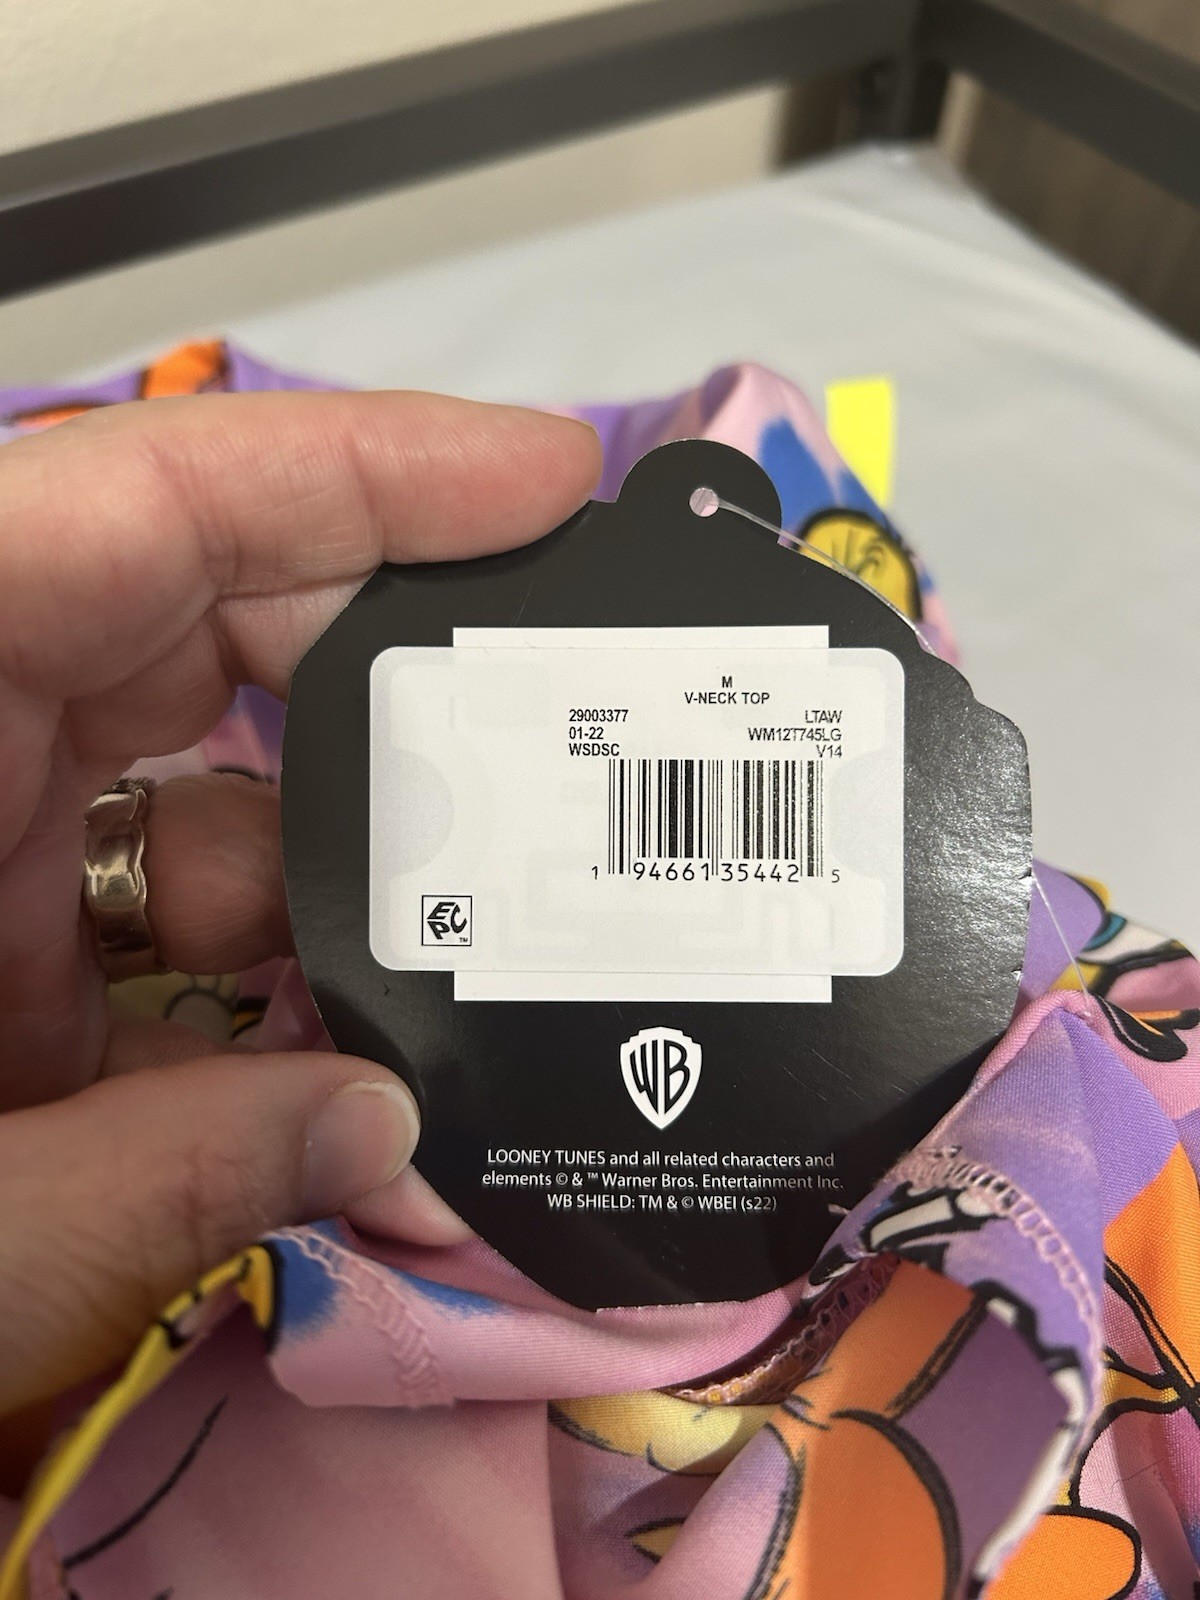 M
V-NECK TOP
29003377 LTAW
01-22 WM12T745LG
WSDSC V14
1 94661 35442 5
EPC TM
WB
LOONEY TUNES and all related characters and
elements © & ™ Warner Bros. Entertainment Inc.
WB SHIELD: TM & © WBEI (s22)